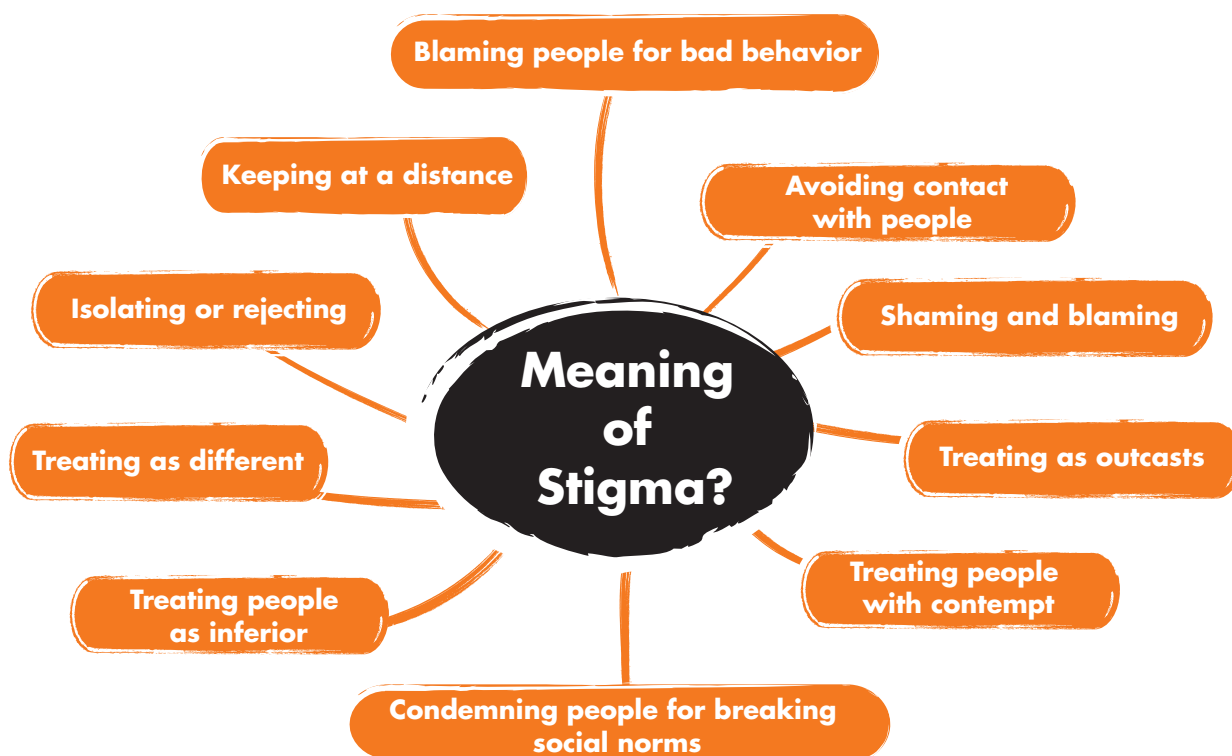 Blaming people for bad behavior
Keeping at a distance
Avoiding contact
with people
Isolating or rejecting
Shaming and blaming
Meaning
of
Stigma?
Treating as different
Treating as outcasts
Treating people
as inferior
Treating people
with contempt
Condemning people for breaking
social norms